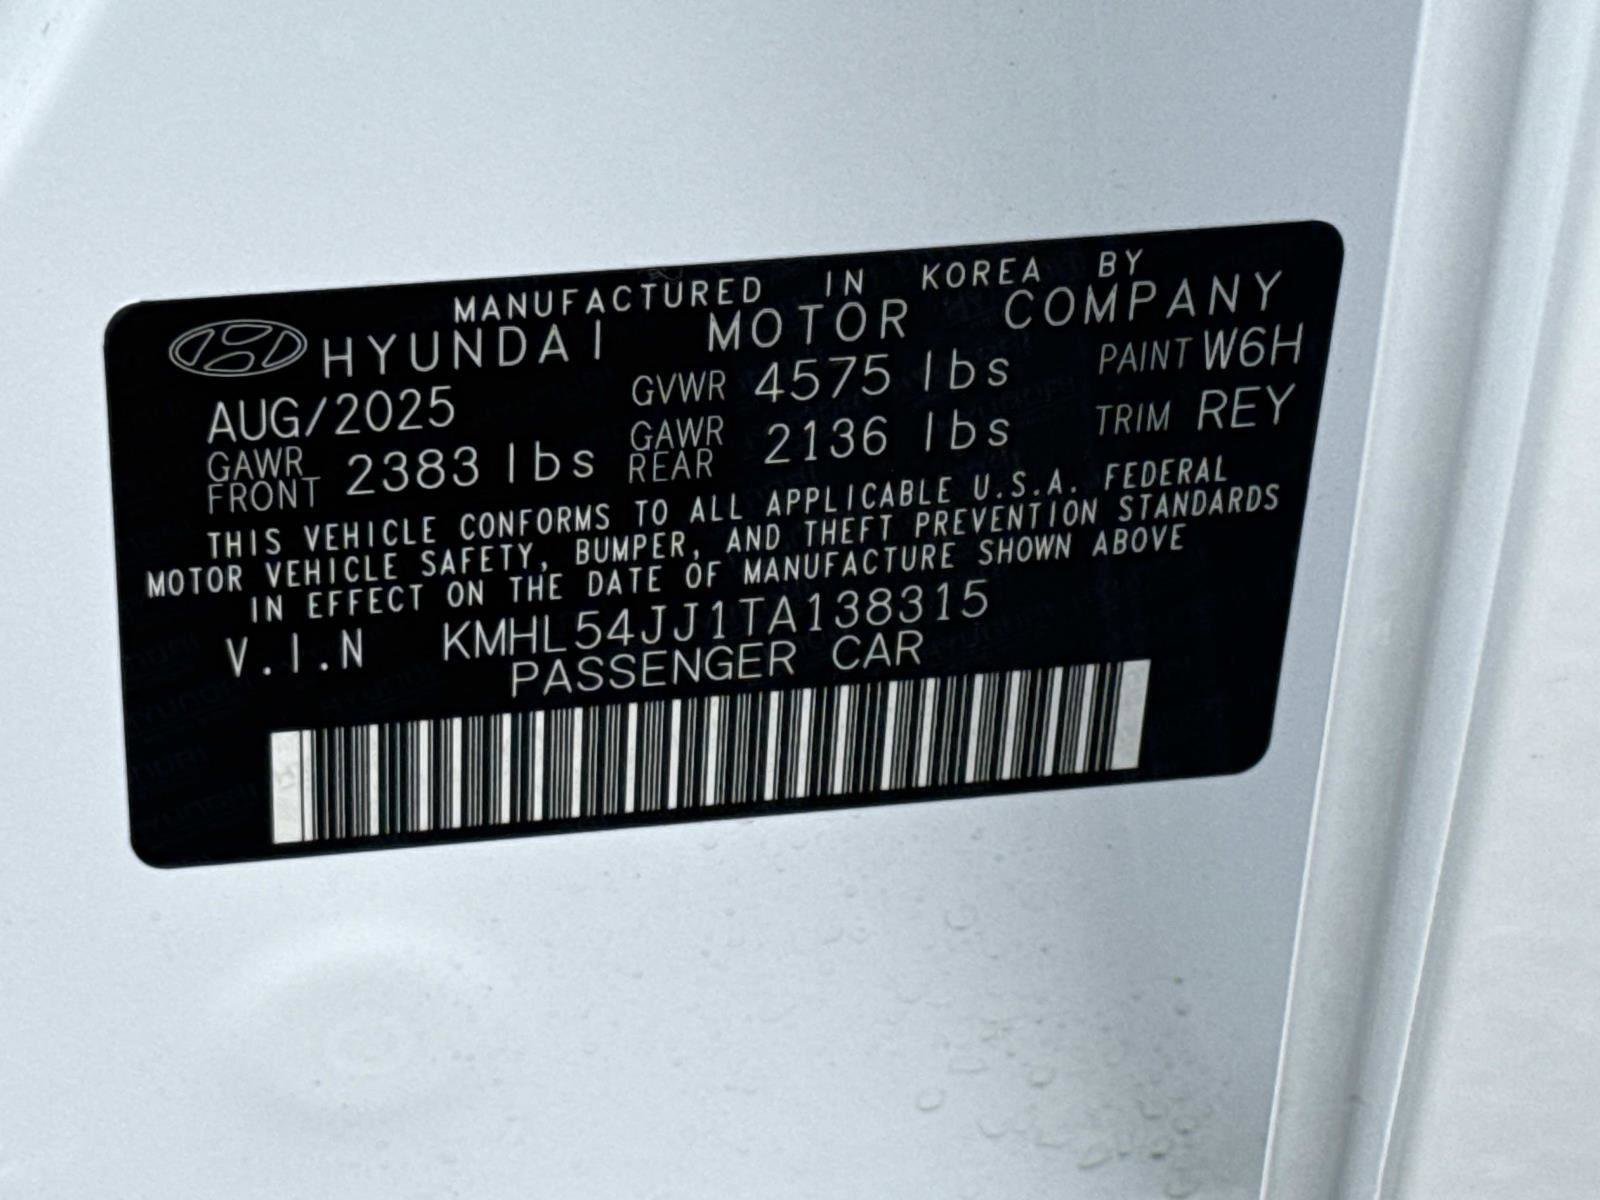 MANUFACTURED IN KOREA BY
HYUNDAI MOTOR COMPANY
AUG/2025 GVWR 4575 lbs PAINT W6H
GAWR FRONT 2383 lbs GAWR REAR 2136 lbs TRIM REY
THIS VEHICLE CONFORMS TO ALL APPLICABLE U.S.A. FEDERAL
MOTOR VEHICLE SAFETY, BUMPER, AND THEFT PREVENTION STANDARDS
IN EFFECT ON THE DATE OF MANUFACTURE SHOWN ABOVE
V.I.N KMHL54JJ1TA138315
PASSENGER CAR